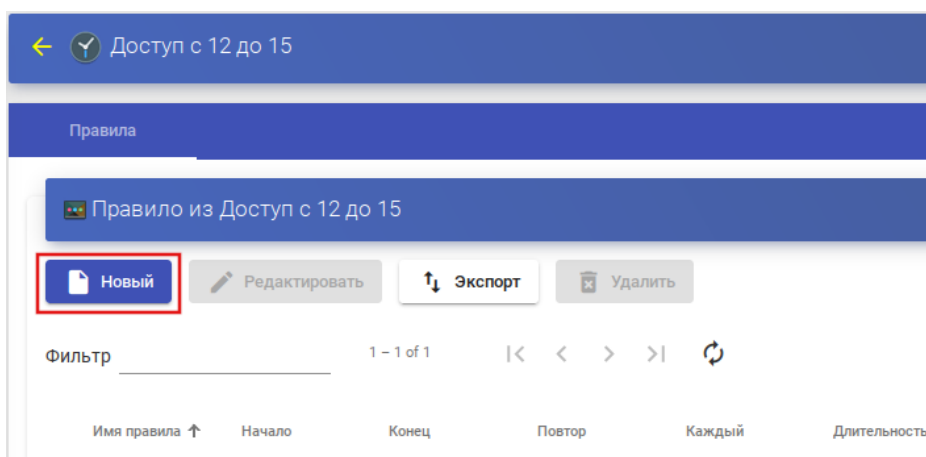 Доступ с 12 до 15
Правила
Правило из Доступ с 12 до 15
Новый Редактировать Экспорт Удалить
Фильтр 1 – 1 of 1
Имя правила Начало Конец Повтор Каждый Длительность